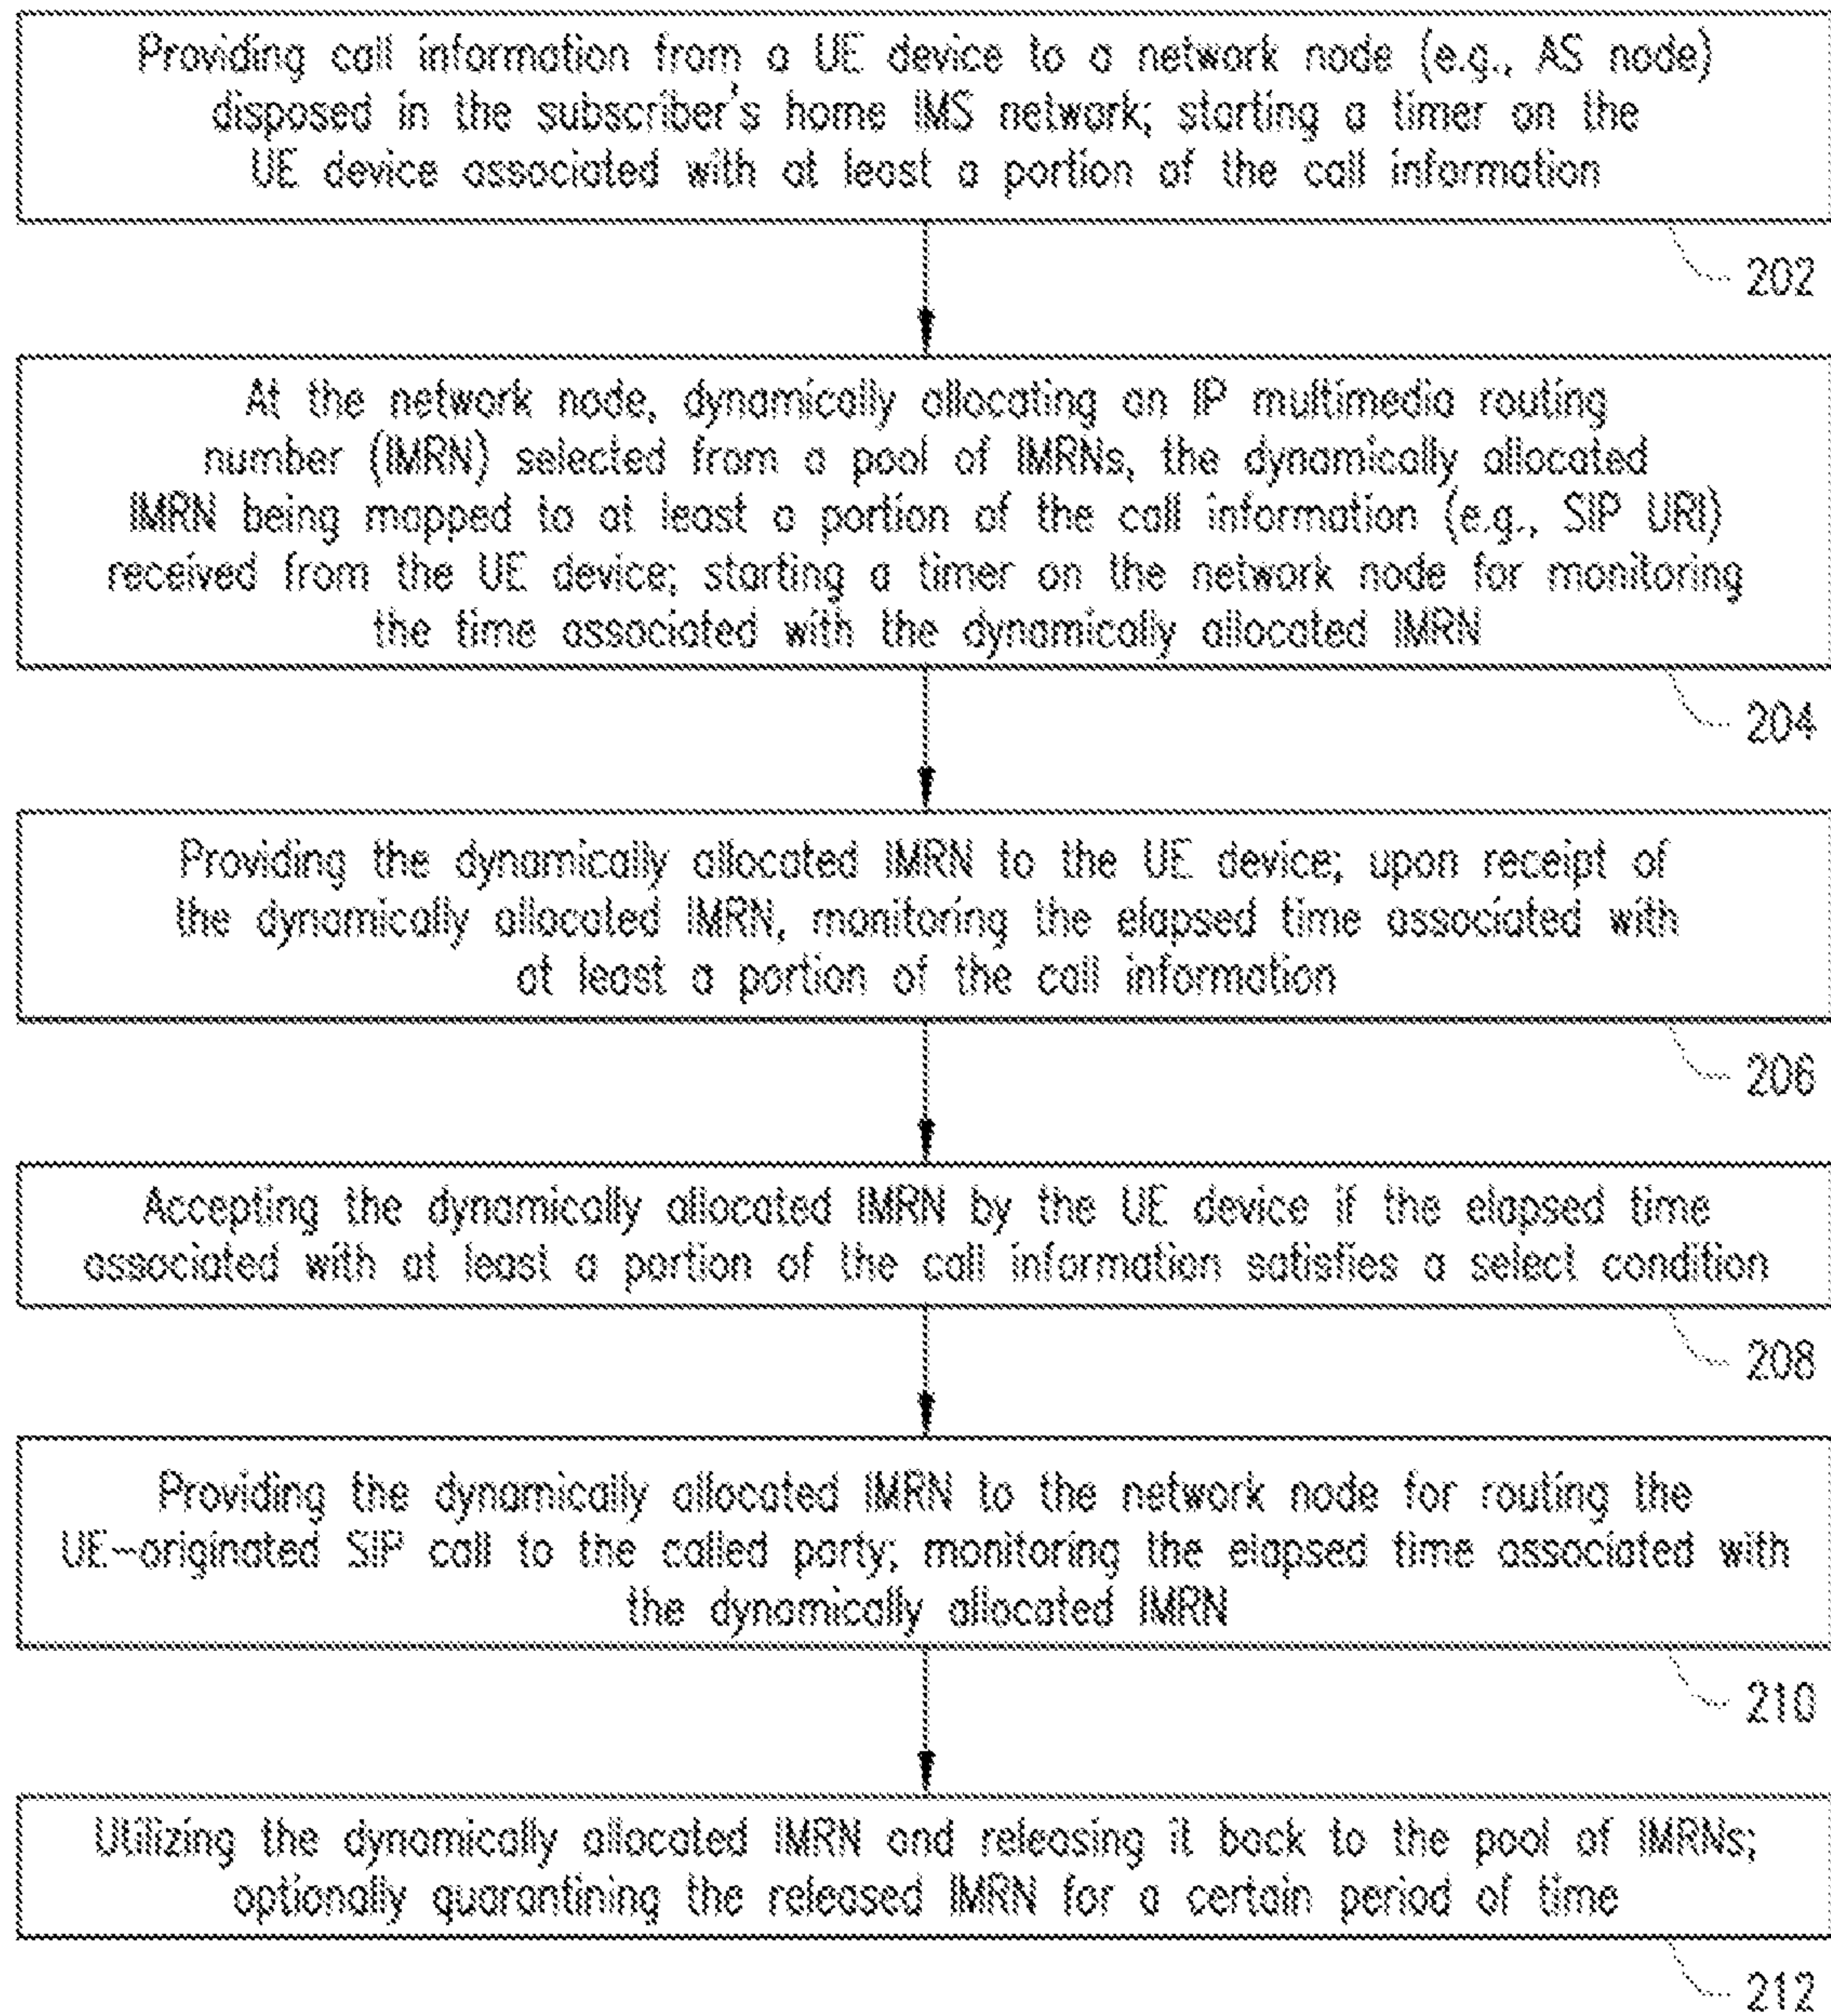 Providing call information from a UE device to a network node (e.g., AS node)
disposed in the subscriber's home IMS network; starting a timer on the
UE device associated with at least a portion of the call information
202
At the network node, dynamically allocating an IP multimedia routing
number (IMRN) selected from a pool of IMRNs, the dynamically allocated
IMRN being mapped to at least a portion of the call information (e.g., SIP URI)
received from the UE device; starting a timer on the network node for monitoring
the time associated with the dynamically allocated IMRN
204
Providing the dynamically allocated IMRN to the UE device; upon receipt of
the dynamically allocated IMRN, monitoring the elapsed time associated with
at least a portion of the call information
206
Accepting the dynamically allocated IMRN by the UE device if the elapsed time
associated with at least a portion of the call information satisfies a select condition
208
Providing the dynamically allocated IMRN to the network node for routing the
UE-originated SIP call to the called party; monitoring the elapsed time associated with
the dynamically allocated IMRN
210
Utilizing the dynamically allocated IMRN and releasing it back to the pool of IMRNs;
optionally quarantining the released IMRN for a certain period of time
212